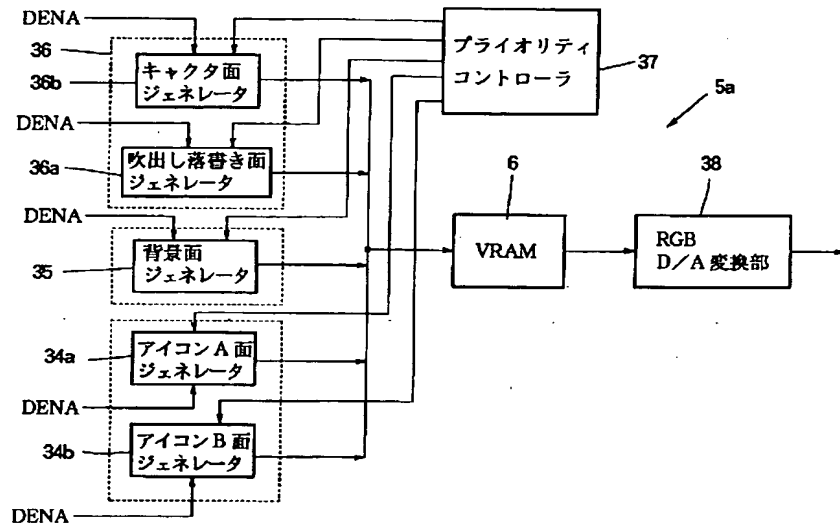 DENA
36
キャクタ面
ジェネレータ
36b
プライオリティ
コントローラ
37
5a
DENA
吹出し落書き面
ジェネレータ
36a
DENA
背景面
ジェネレータ
35
6
VRAM
38
RGB
D/A 変換部
アイコンA面
ジェネレータ
34a
DENA
アイコンB面
ジェネレータ
34b
DENA